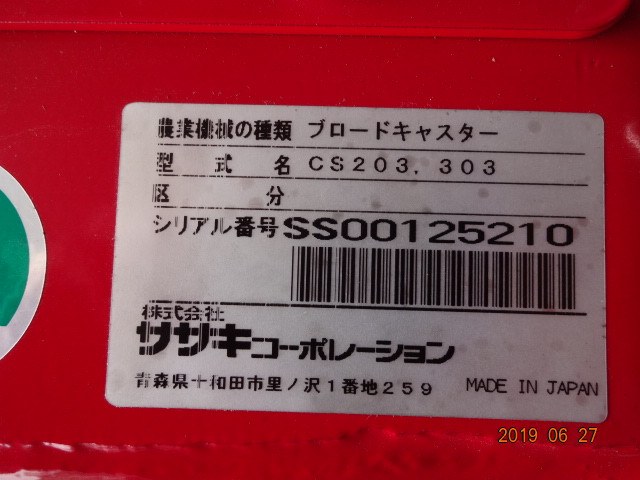 農業機械の種類 ブロードキャスター
型式名 CS203, 303
区分
シリアル番号 SS00125210
株式会社
ササキコーポレーション
青森県十和田市里ノ沢1番地259 MADE IN JAPAN
2019 06 27